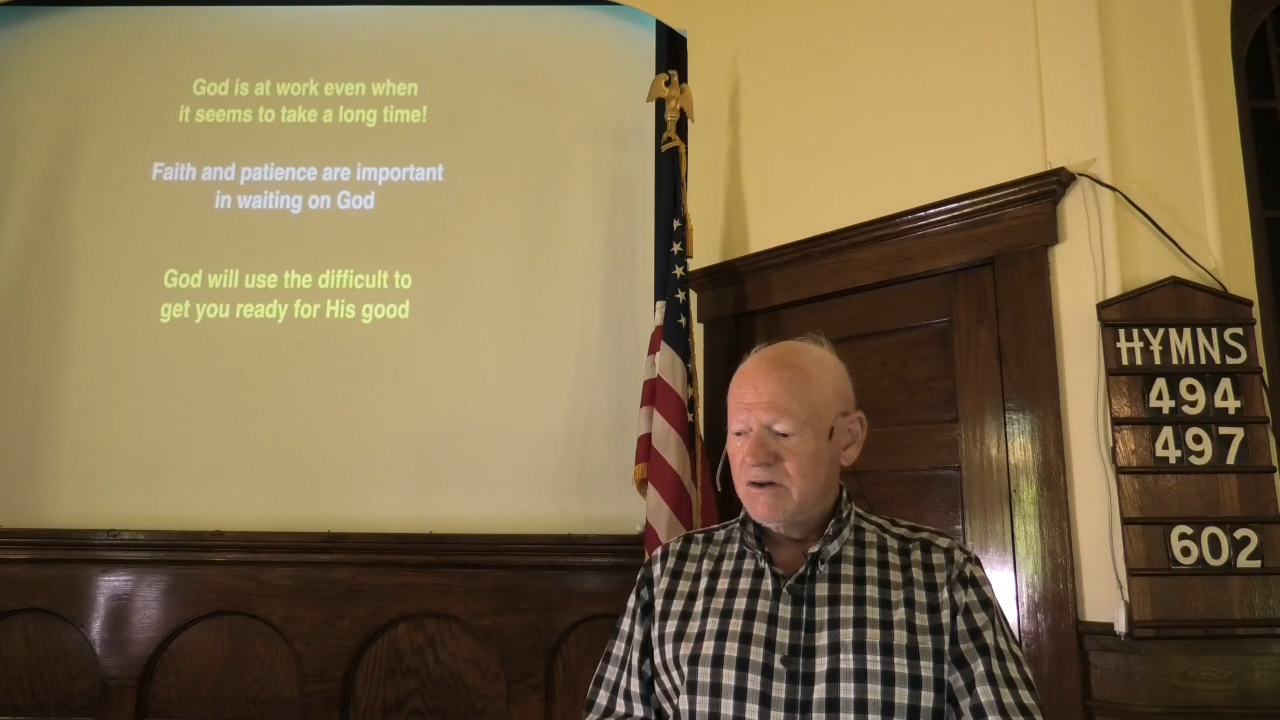 God is at work even when
it seems to take a long time!
Faith and patience are important
in waiting on God
God will use the difficult to
get you ready for His good
HYMNS
494
497
602